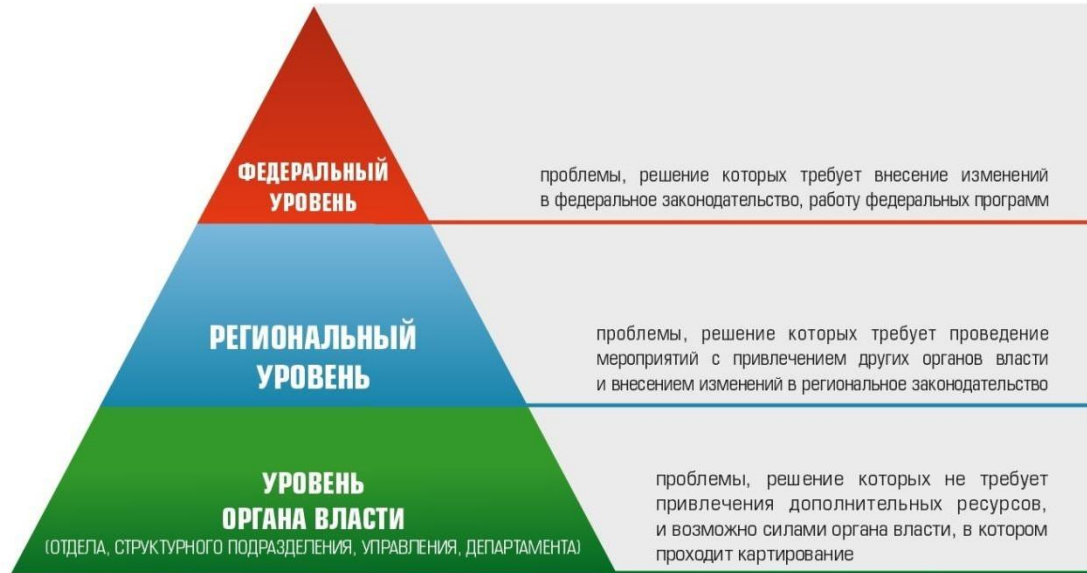 ФЕДЕРАЛЬНЫЙ
УРОВЕНЬ
проблемы, решение которых требует внесение изменений
в федеральное законодательство, работу федеральных программ
РЕГИОНАЛЬНЫЙ
УРОВЕНЬ
проблемы, решение которых требует проведение
мероприятий с привлечением других органов власти
и внесением изменений в региональное законодательство
УРОВЕНЬ
ОРГАНА ВЛАСТИ
(ОТДЕЛА, СТРУКТУРНОГО ПОДРАЗДЕЛЕНИЯ, УПРАВЛЕНИЯ, ДЕПАРТАМЕНТА)
проблемы, решение которых не требует
привлечения дополнительных ресурсов,
и возможно силами органа власти, в котором
проходит картирование